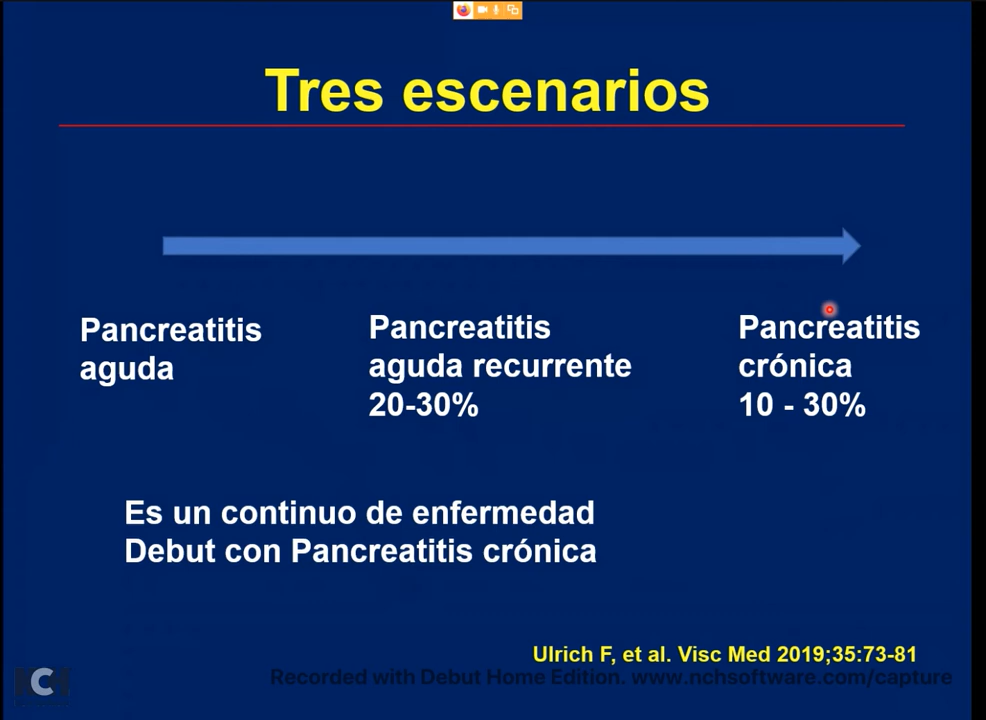 Tres escenarios
Pancreatitis
aguda
Pancreatitis
aguda recurrente
20-30%
Pancreatitis
crónica
10 - 30%
Es un continuo de enfermedad
Debut con Pancreatitis crónica
Ulrich F, et al. Visc Med 2019;35:73-81
Recorded with Debut Home Edition. www.nchsoftware.com/capture
C